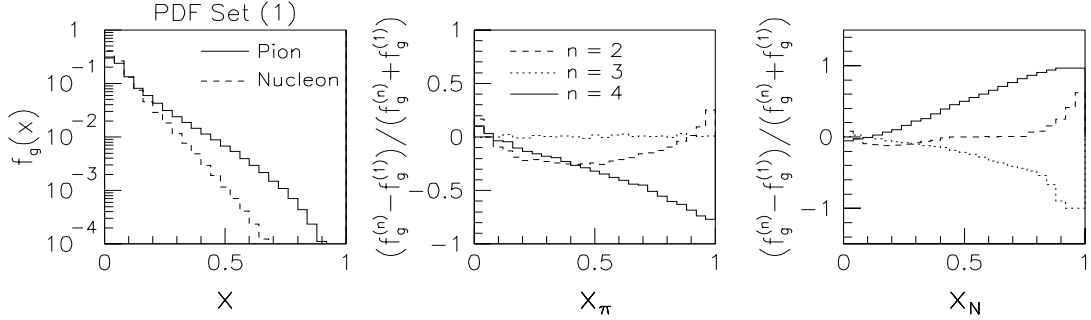 PDF Set (1)
f_g(x)
1
10^-1
10^-2
10^-3
10^-4
Pion
Nucleon
0 0.5 1
X
(f_g^(n)−f_g^(1))/(f_g^(n)+f_g^(1))
1
0.5
0
−0.5
−1
n = 2
n = 3
n = 4
0 0.5 1
X_π
(f_g^(n)−f_g^(1))/(f_g^(n)+f_g^(1))
1
0
−1
0 0.5 1
X_N